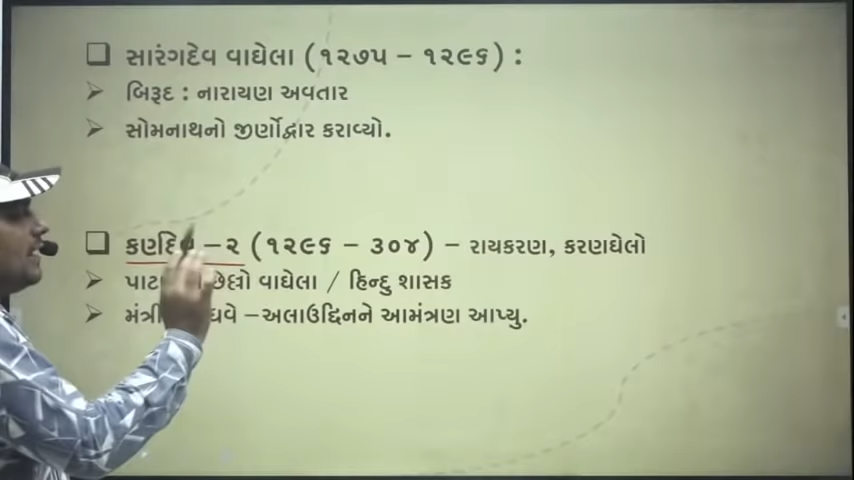 સારંગદેવ વાઘેલા (૧૨૭૫ – ૧૨૯૬) :
બિરૂદ : નારાયણ અવતાર
સોમનાથનો જીર્ણોદ્વાર કરાવ્યો.
– ૨ (૧૨૯૬ – ૩૦૪) – રાયકરણ, કરણઘેલો
છેલ્લો વાઘેલા / હિન્દુ શાસક
– અલાઉદ્દિનને આમંત્રણ આપ્યુ.